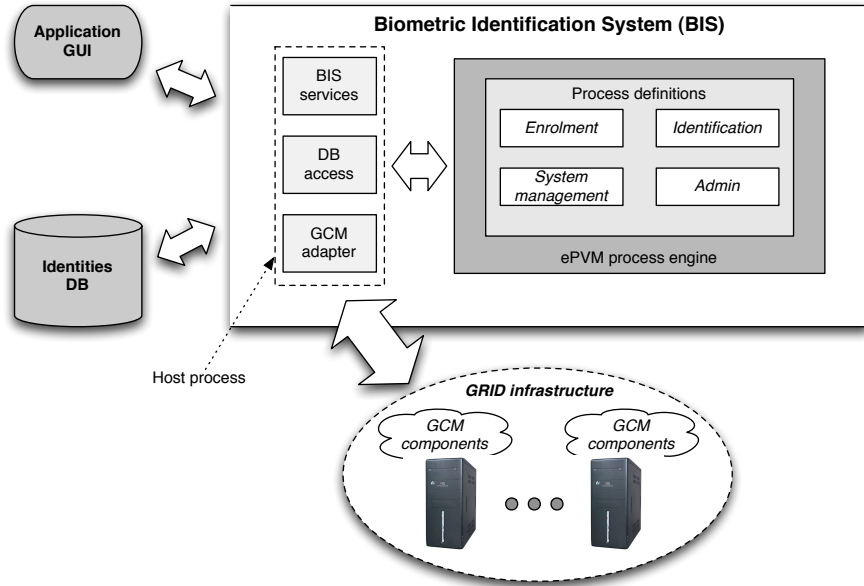 Biometric Identification System (BIS)
Application
GUI
BIS
services
Process definitions
Enrolment
Identification
DB
access
System
management
Admin
GCM
adapter
ePVM process engine
Identities
DB
Host process
GRID infrastructure
GCM
components
GCM
components